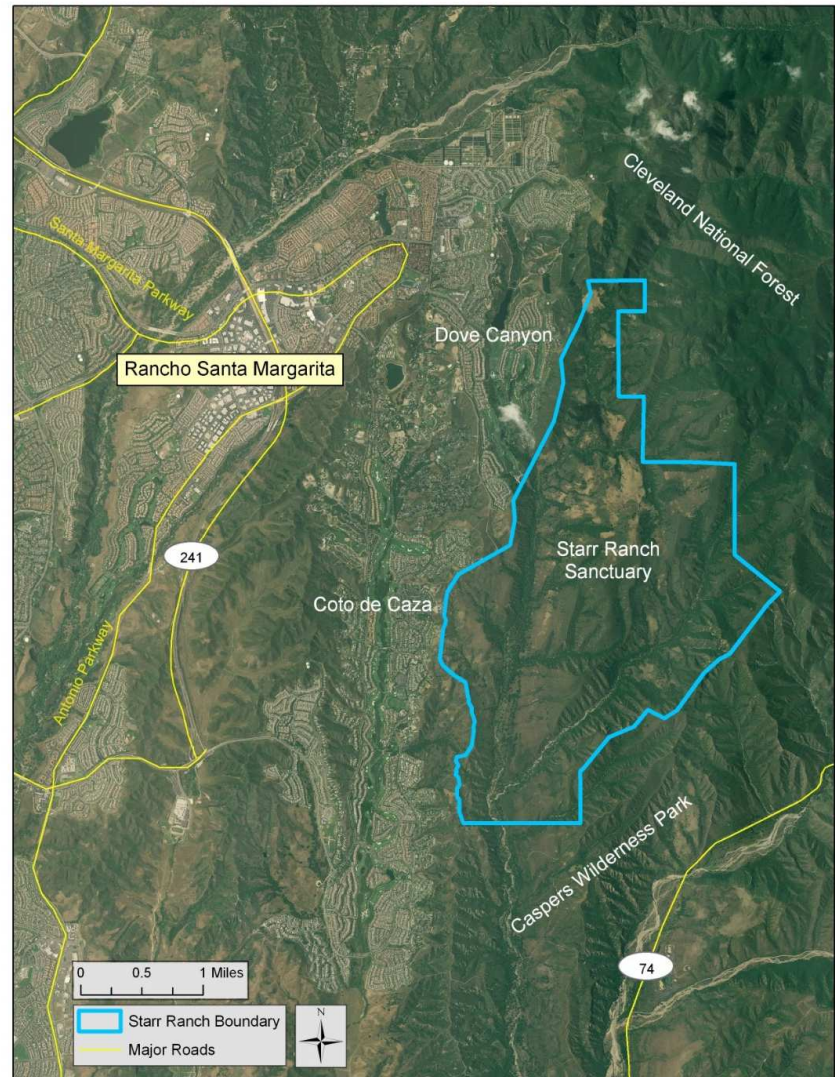 Cleveland National Forest
Santa Margarita Parkway
Dove Canyon
Rancho Santa Margarita
241
Starr Ranch
Sanctuary
Coto de Caza
Antonio Parkway
Caspers Wilderness Park
74
0 0.5 1 Miles
Starr Ranch Boundary
Major Roads
N